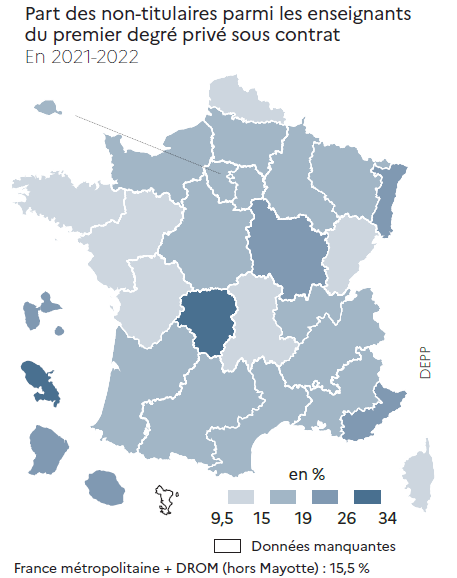 Part des non-titulaires parmi les enseignants
du premier degré privé sous contrat
En 2021-2022
DEPP
en %
9,5 15 19 26 34
Données manquantes
France métropolitaine + DROM (hors Mayotte) : 15,5 %